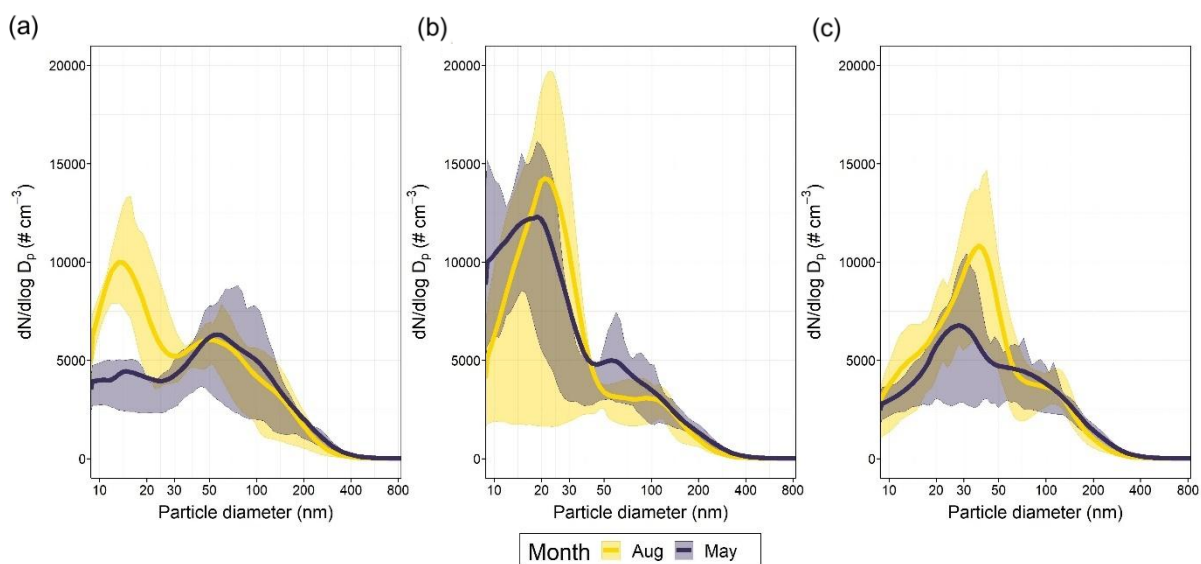 (a)
(b)
(c)
20000
15000
10000
5000
0
dN/dlog Dp (# cm−3)
10 20 30 50 100 200 400 800
Particle diameter (nm)
20000
15000
10000
5000
0
dN/dlog Dp (# cm−3)
10 20 30 50 100 200 400 800
Particle diameter (nm)
20000
15000
10000
5000
0
dN/dlog Dp (# cm−3)
10 20 30 50 100 200 400 800
Particle diameter (nm)
Month Aug May